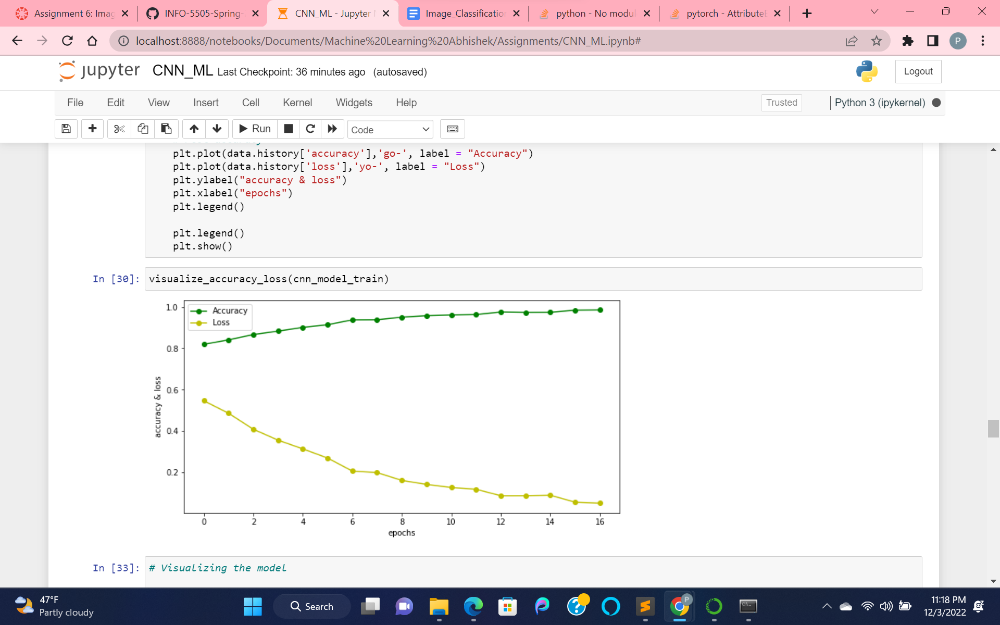 Assignment 6: Imag
INFO-5505-Spring-
CNN_ML - Jupyter
Image_Classification
python - No modul
pytorch - AttributeE
localhost:8888/notebooks/Documents/Machine%20Learning%20Abhishek/Assignments/CNN_ML.ipynb#
P
jupyter CNN_ML Last Checkpoint: 36 minutes ago (autosaved)
Logout
File Edit View Insert Cell Kernel Widgets Help
Trusted
Python 3 (ipykernel)
Run
Code
plt.plot(data.history['accuracy'],'go-', label = "Accuracy")
plt.plot(data.history['loss'],'yo-', label = "Loss")
plt.ylabel("accuracy & loss")
plt.xlabel("epochs")
plt.legend()
plt.legend()
plt.show()
In [30]: visualize_accuracy_loss(cnn_model_train)
Accuracy
Loss
1.0
0.8
0.6
0.4
0.2
accuracy & loss
0 2 4 6 8 10 12 14 16
epochs
In [33]: # Visualizing the model
47°F
Partly cloudy
Search
P
11:18 PM
12/3/2022